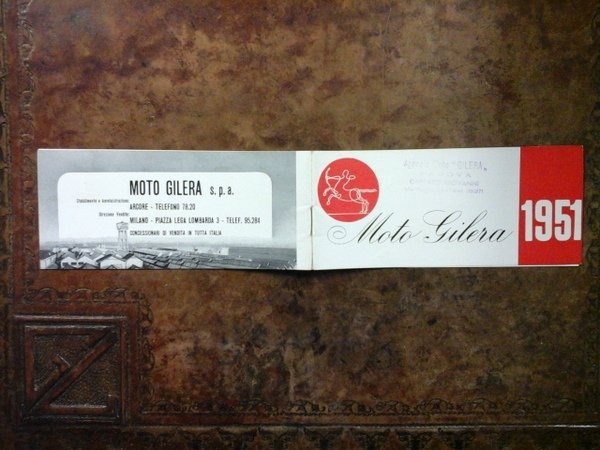 MOTO GILERA s.p.a.
Stabilimento e Amministrazione:
ARCORE - TELEFONO 78.20
Direzione Vendite:
MILANO - PIAZZA LEGA LOMBARDA 3 - TELEF. 95.284
CONCESSIONARI DI VENDITA IN TUTTA ITALIA
"GILERA"
Moto Gilera
1951